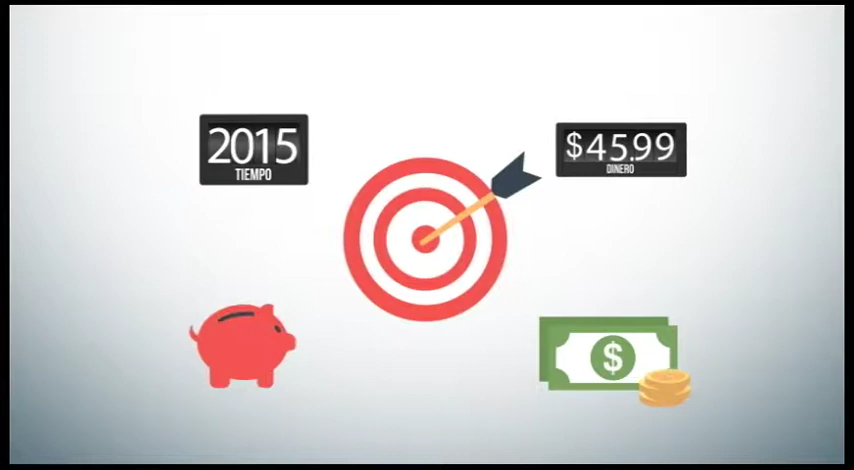 2015
TIEMPO
$45.99
DINERO
$